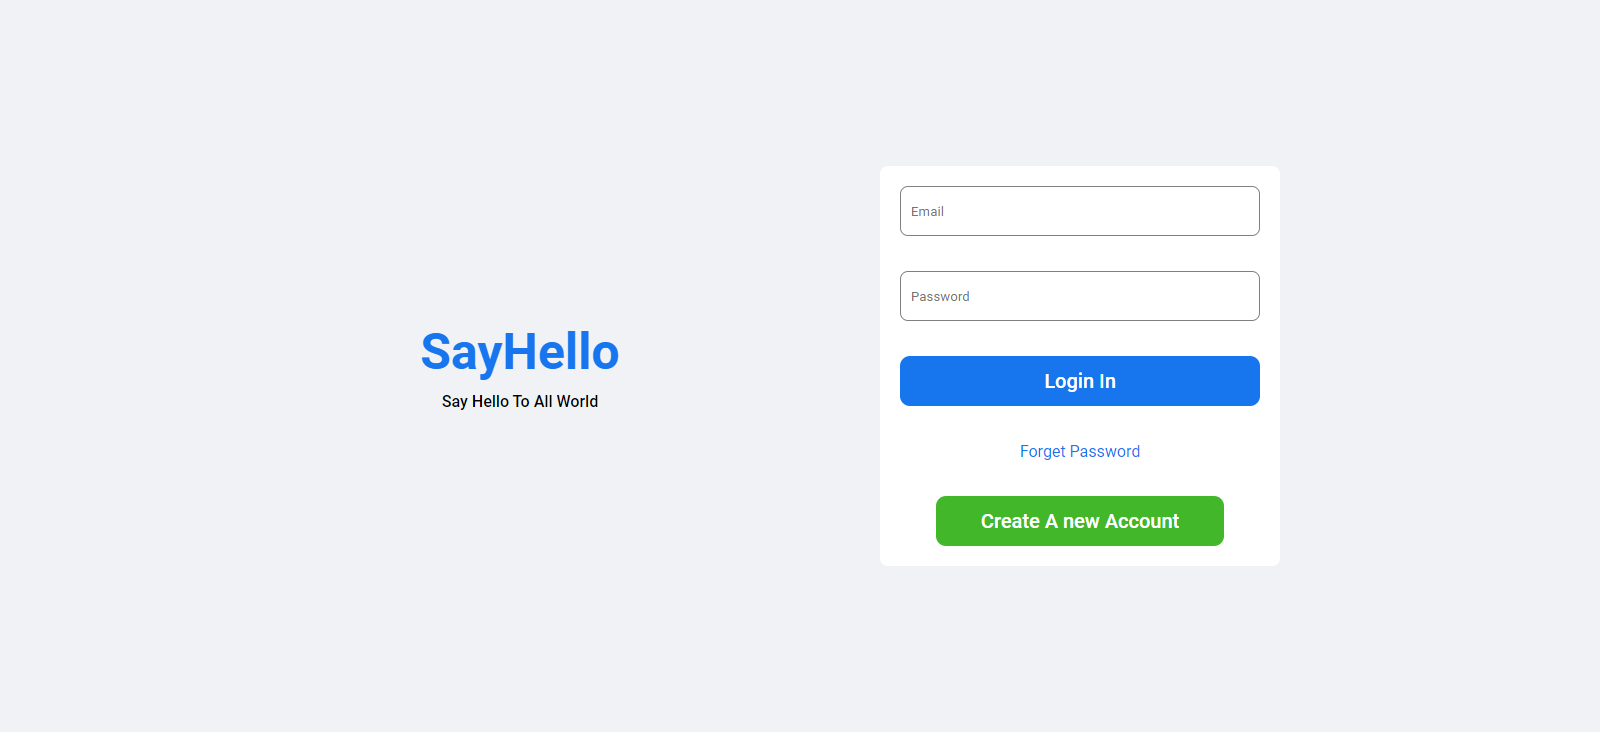 SayHello
Say Hello To All World
Email
Password
Login In
Forget Password
Create A new Account